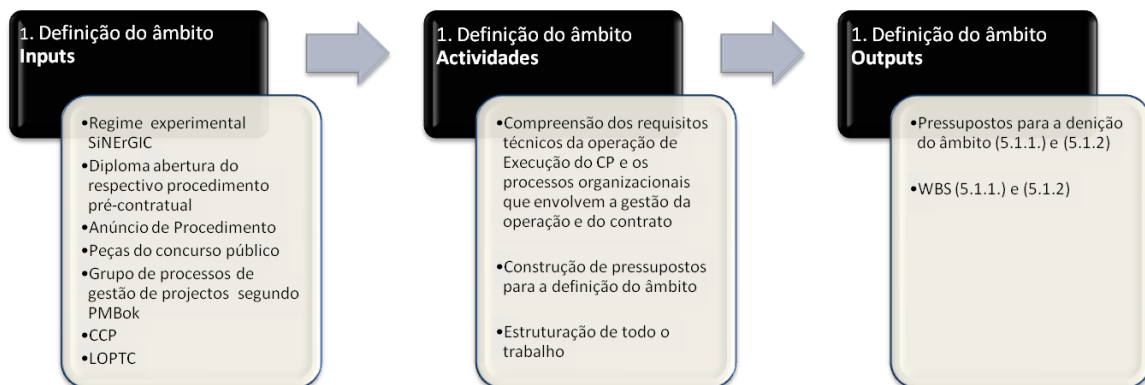 1. Definição do âmbito
Inputs
•Regime experimental
SiNErGIC
•Diploma abertura do
respectivo procedimento
pré-contratual
•Anúncio de Procedimento
•Peças do concurso público
•Grupo de processos de
gestão de projectos segundo
PMBok
•CCP
•LOPTC
1. Definição do âmbito
Actividades
•Compreensão dos requisitos
técnicos da operação de
Execução do CP e os
processos organizacionais
que envolvem a gestão da
operação e do contrato
•Construção de pressupostos
para a definição do âmbito
•Estruturação de todo o
trabalho
1. Definição do âmbito
Outputs
•Pressupostos para a denição
do âmbito (5.1.1.) e (5.1.2)
•WBS (5.1.1.) e (5.1.2)